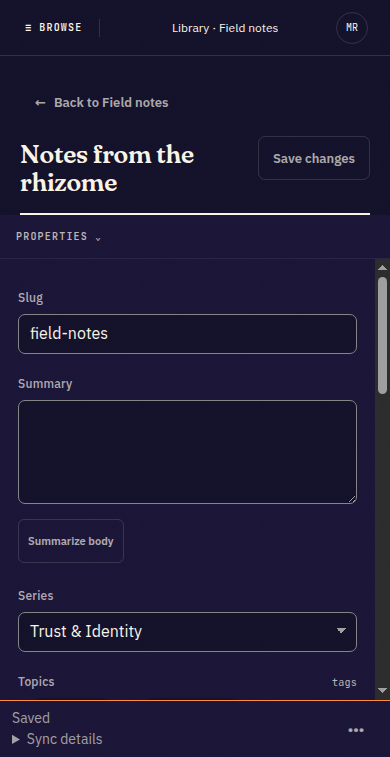 ≡ BROWSE
Library · Field notes
MR
← Back to Field notes
Notes from the
rhizome
Save changes
PROPERTIES ⌄
Slug
field-notes
Summary
Summarize body
Series
Trust & Identity
Topics
tags
Saved
▶ Sync details
•••